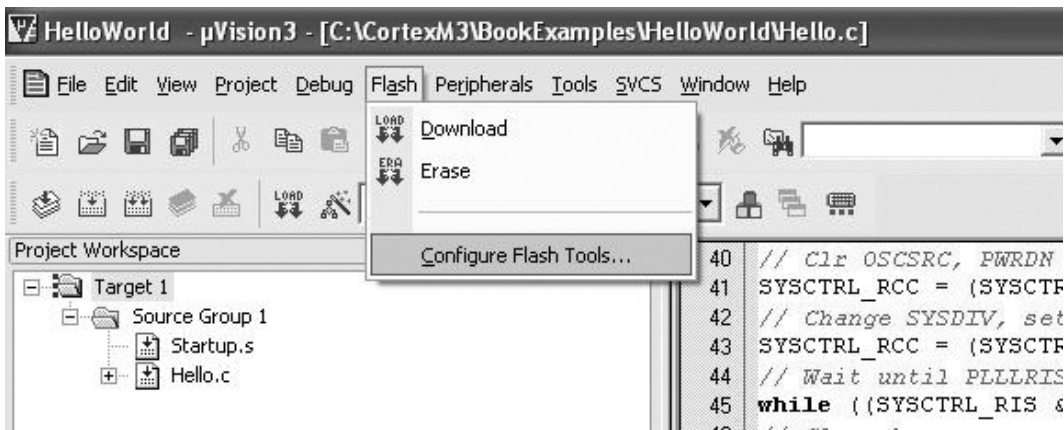 HelloWorld - µVision3 - [C:\CortexM3\BookExamples\HelloWorld\Hello.c]
File Edit View Project Debug Flash Peripherals Tools SVCS Window Help
LOAD Download
ERA Erase
LOAD
Configure Flash Tools...
Project Workspace
Target 1
Source Group 1
Startup.s
Hello.c
40 // Clr OSCSRC, PWRDN
41 SYSCTRL_RCC = (SYSCTR
42 // Change SYSDIV, set
43 SYSCTRL_RCC = (SYSCTR
44 // Wait until PLLLRIS
45 while ((SYSCTRL_RIS &